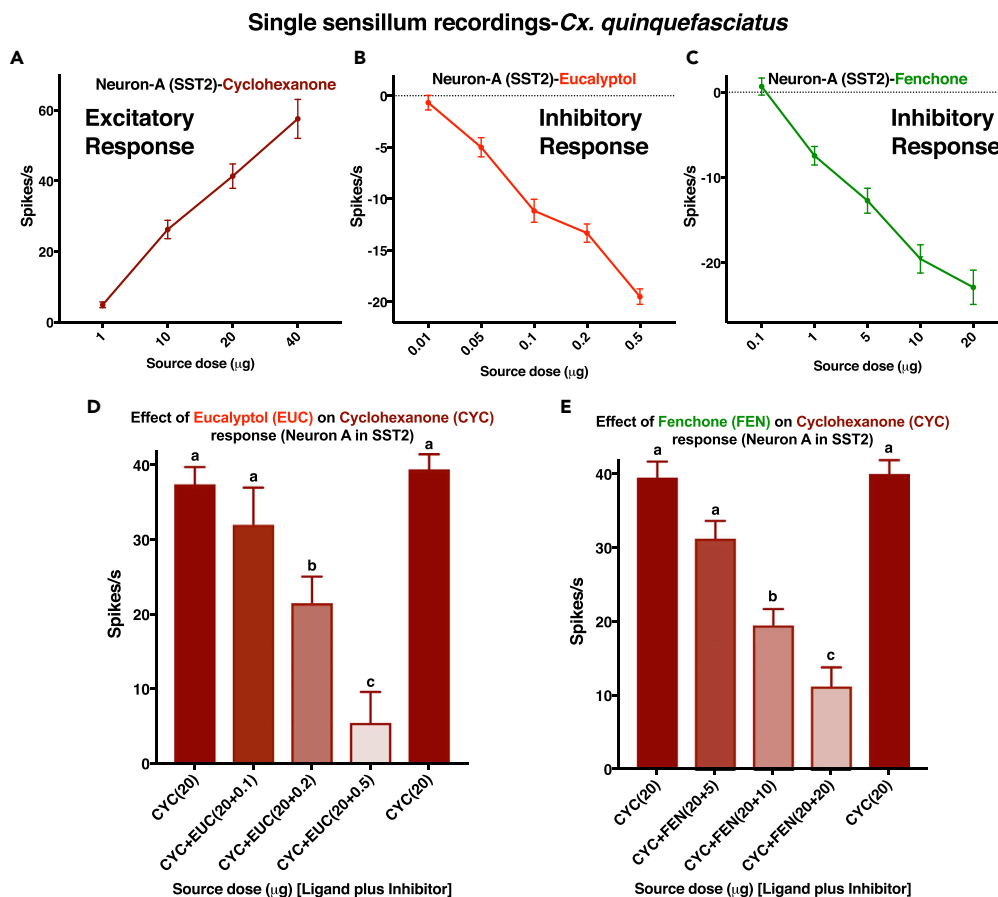 Single sensillum recordings-Cx. quinquefasciatus
A
Neuron-A (SST2)-Cyclohexanone
Excitatory
Response
Spikes/s
60
40
20
0
1
10
20
40
Source dose (μg)
B
Neuron-A (SST2)-Eucalyptol
Inhibitory
Response
Spikes/s
0
-5
-10
-15
-20
0.01
0.05
0.1
0.2
0.5
Source dose (μg)
C
Neuron-A (SST2)-Fenchone
Inhibitory
Response
Spikes/s
0
-10
-20
0.1
1
5
10
20
Source dose (μg)
D
Effect of Eucalyptol (EUC) on Cyclohexanone (CYC)
response (Neuron A in SST2)
Spikes/s
40
30
20
10
0
a
a
b
c
a
CYC(20)
CYC+EUC(20+0.1)
CYC+EUC(20+0.2)
CYC+EUC(20+0.5)
CYC(20)
Source dose (μg) [Ligand plus Inhibitor]
E
Effect of Fenchone (FEN) on Cyclohexanone (CYC)
response (Neuron A in SST2)
Spikes/s
40
30
20
10
0
a
a
b
c
a
CYC(20)
CYC+FEN(20+5)
CYC+FEN(20+10)
CYC+FEN(20+20)
CYC(20)
Source dose (μg) [Ligand plus Inhibitor]